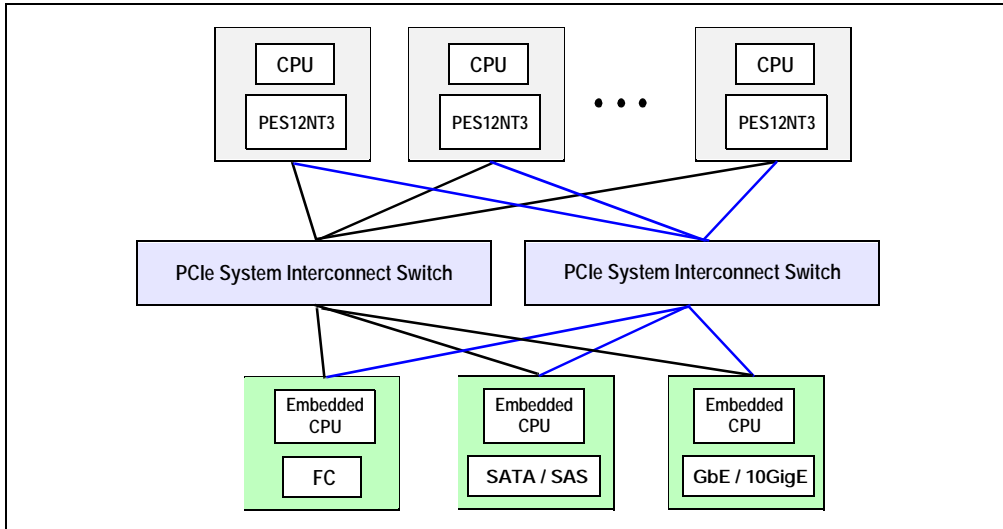 CPU
CPU
CPU
PES12NT3
PES12NT3
PES12NT3
PCIe System Interconnect Switch
PCIe System Interconnect Switch
Embedded
CPU
Embedded
CPU
Embedded
CPU
FC
SATA / SAS
GbE / 10GigE